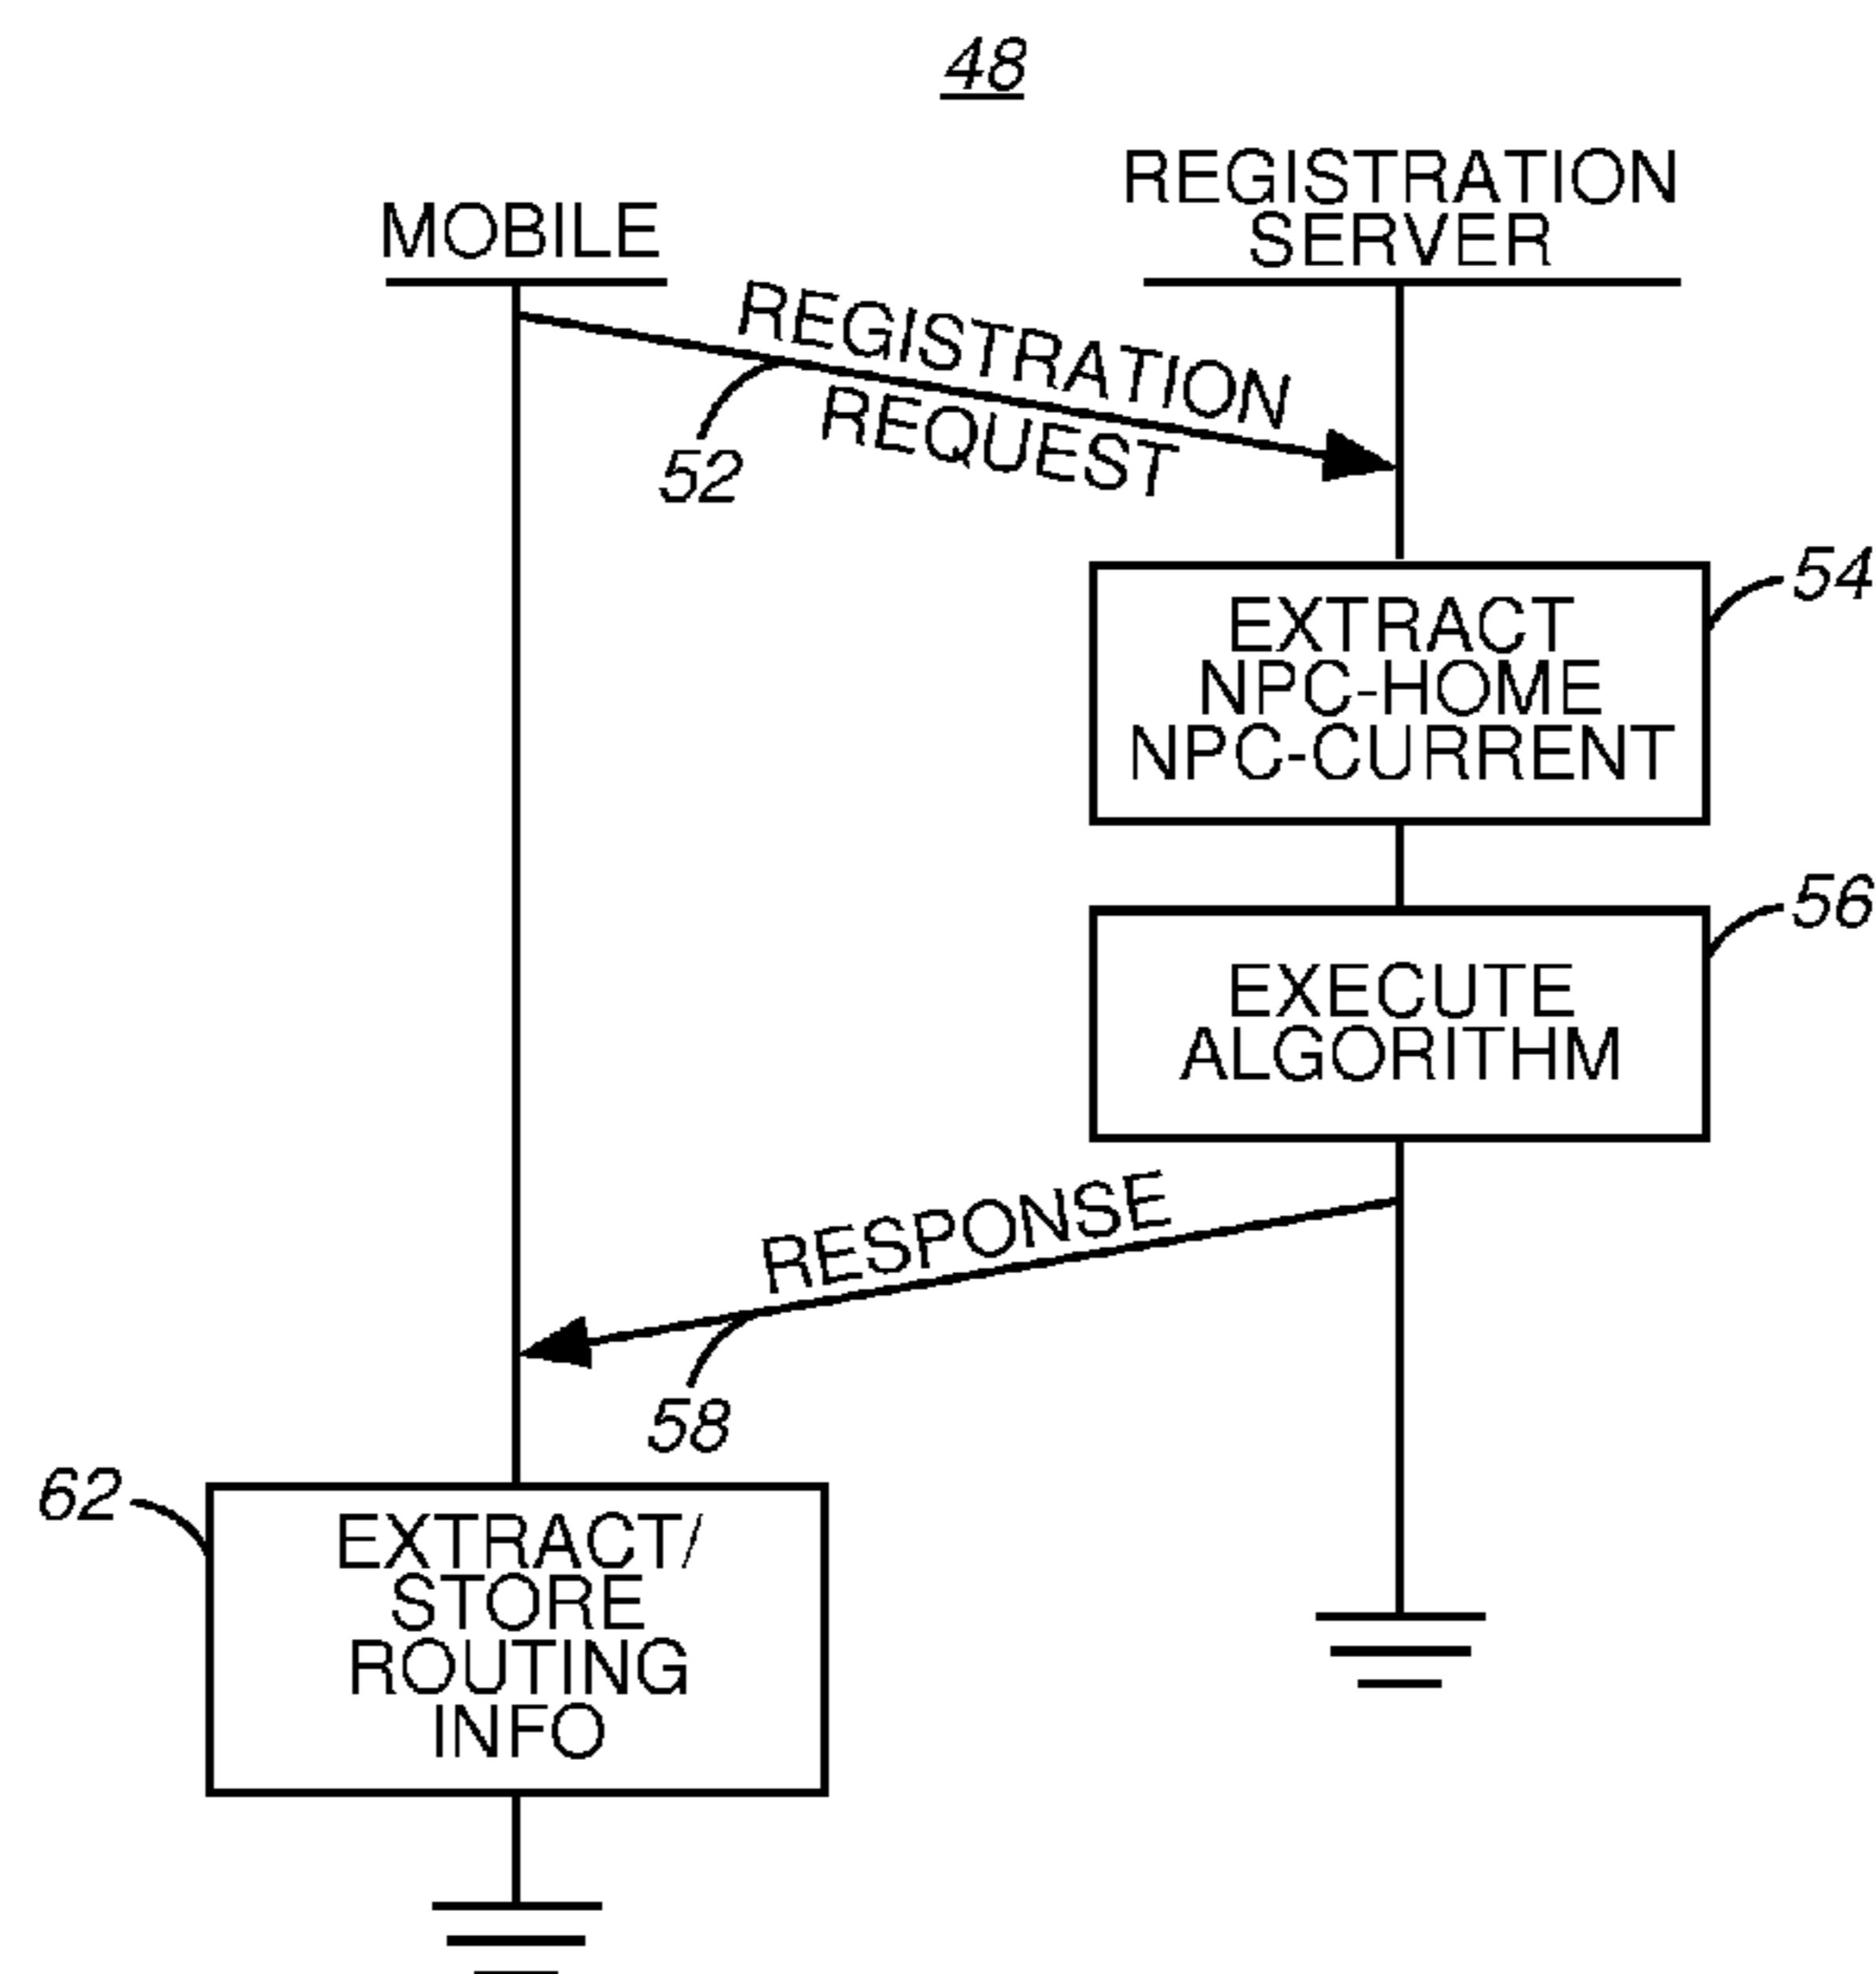 48
MOBILE
REGISTRATION
SERVER
REGISTRATION
REQUEST
52
EXTRACT
NPC-HOME
NPC-CURRENT
54
EXECUTE
ALGORITHM
56
RESPONSE
58
62
EXTRACT/
STORE
ROUTING
INFO